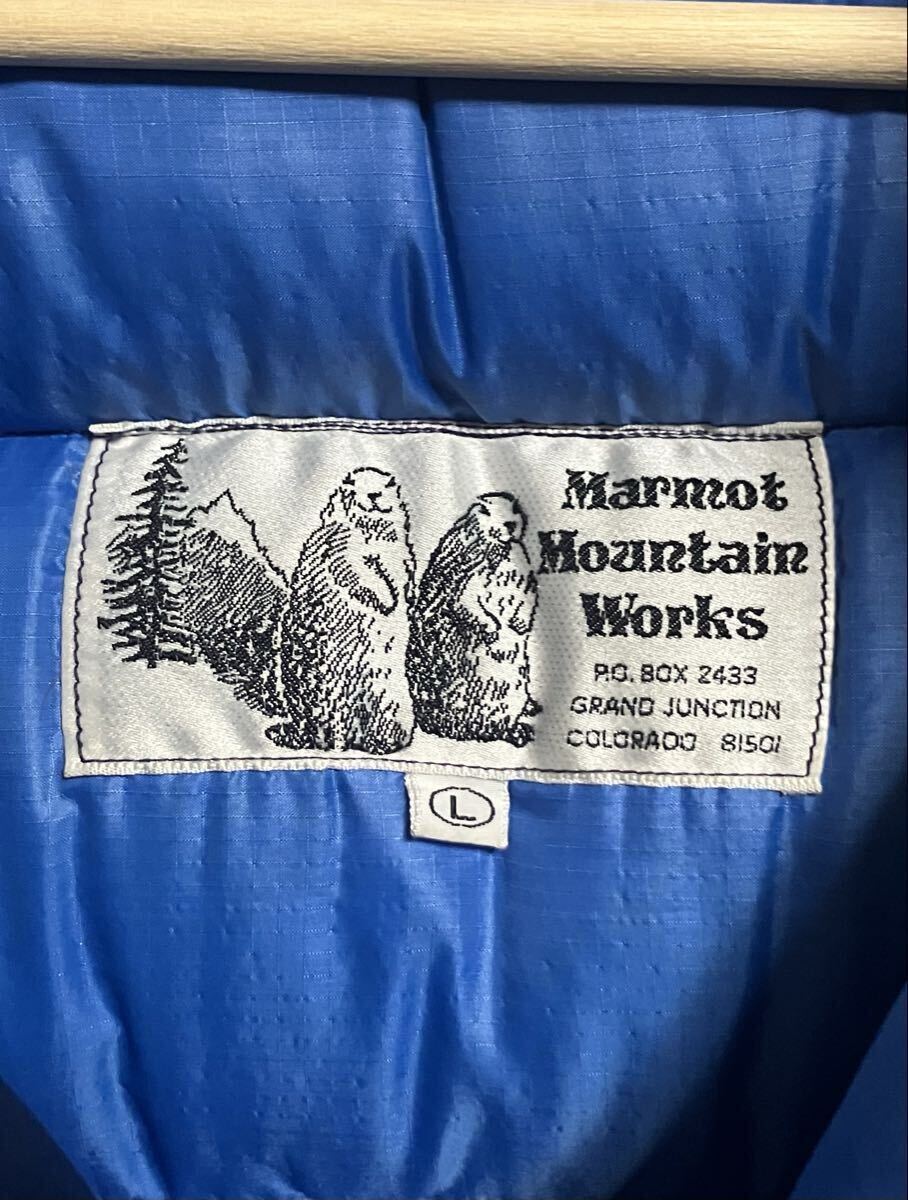 Marmot
Mountain
Works
P.O. BOX 2433
GRAND JUNCTION
COLORADO 81501
L